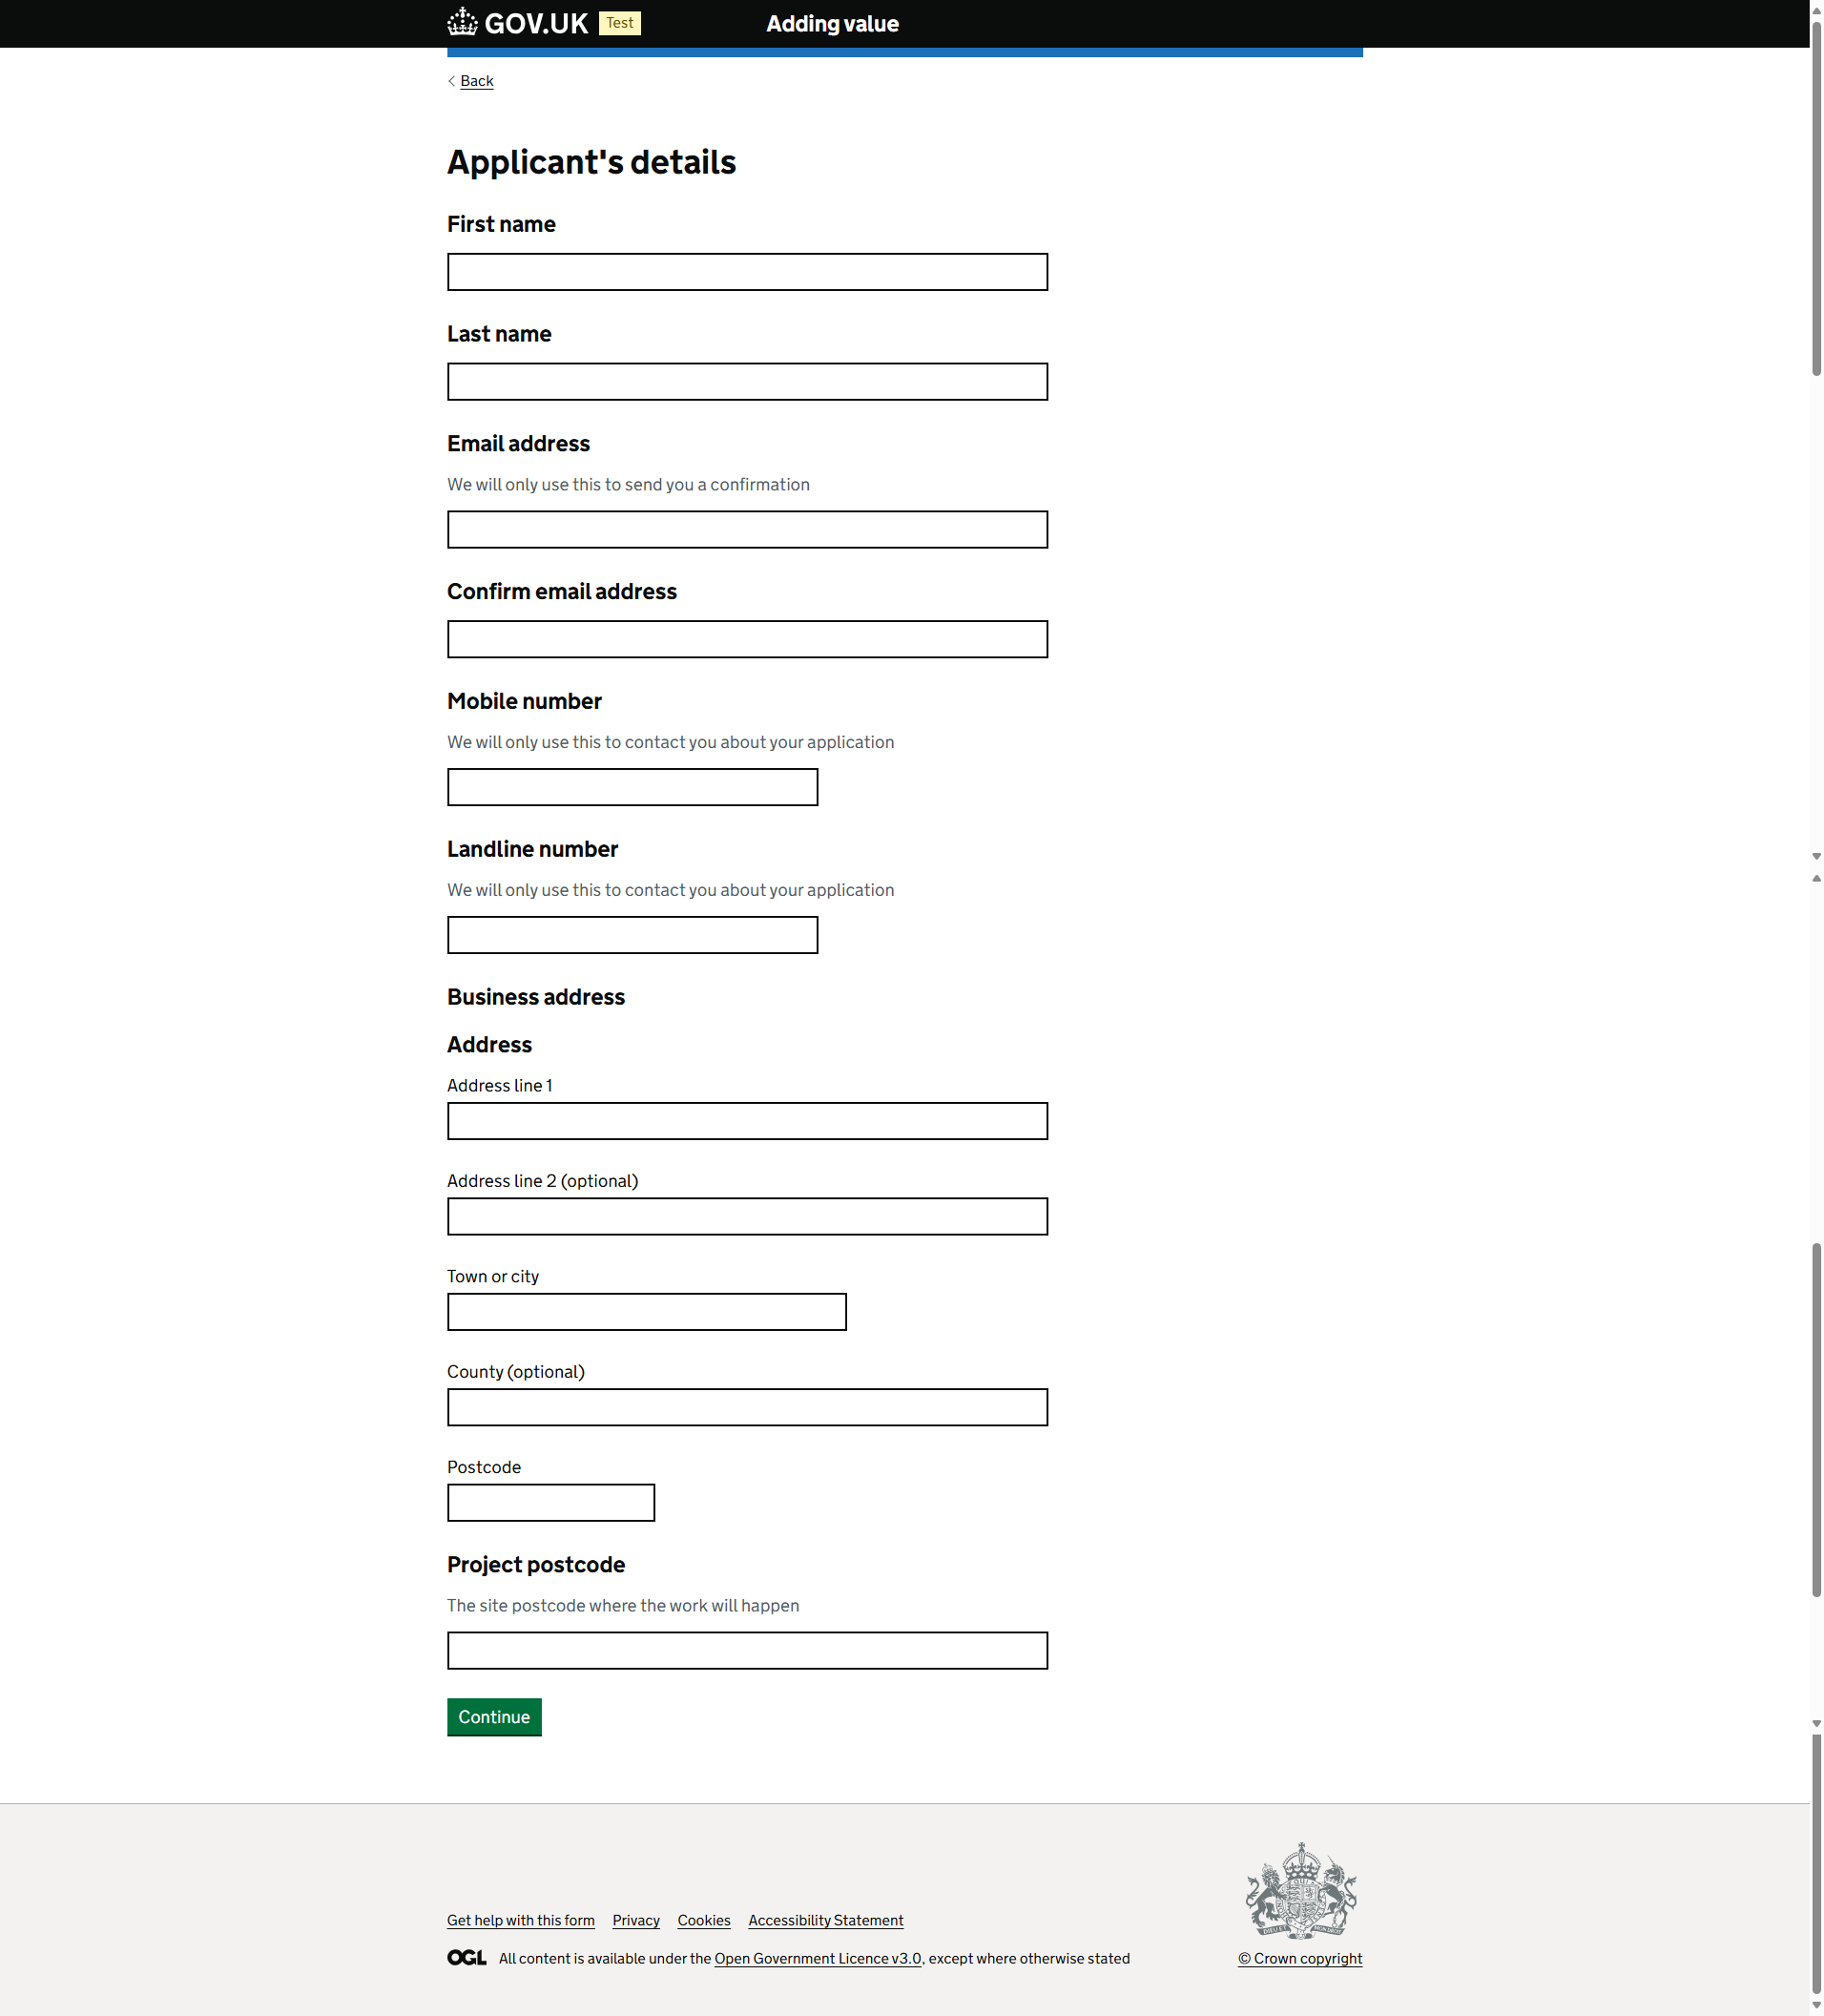 GOV.UK Test Adding value
Back
Applicant's details
First name
Last name
Email address
We will only use this to send you a confirmation
Confirm email address
Mobile number
We will only use this to contact you about your application
Landline number
We will only use this to contact you about your application
Business address
Address
Address line 1
Address line 2 (optional)
Town or city
County (optional)
Postcode
Project postcode
The site postcode where the work will happen
Continue
Get help with this form Privacy Cookies Accessibility Statement
OGL All content is available under the Open Government Licence v3.0, except where otherwise stated
© Crown copyright